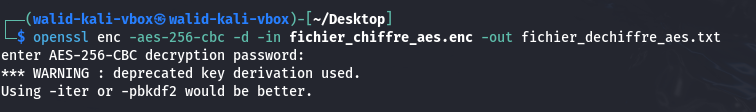 (walid-kali-vbox㉿walid-kali-vbox)-[~/Desktop]
$ openssl enc -aes-256-cbc -d -in fichier_chiffre_aes.enc -out fichier_dechiffre_aes.txt
enter AES-256-CBC decryption password:
*** WARNING : deprecated key derivation used.
Using -iter or -pbkdf2 would be better.